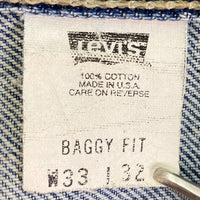 Levi's
100% COTTON
MADE IN U.S.A.
CARE ON REVERSE
BAGGY FIT
W33 L32